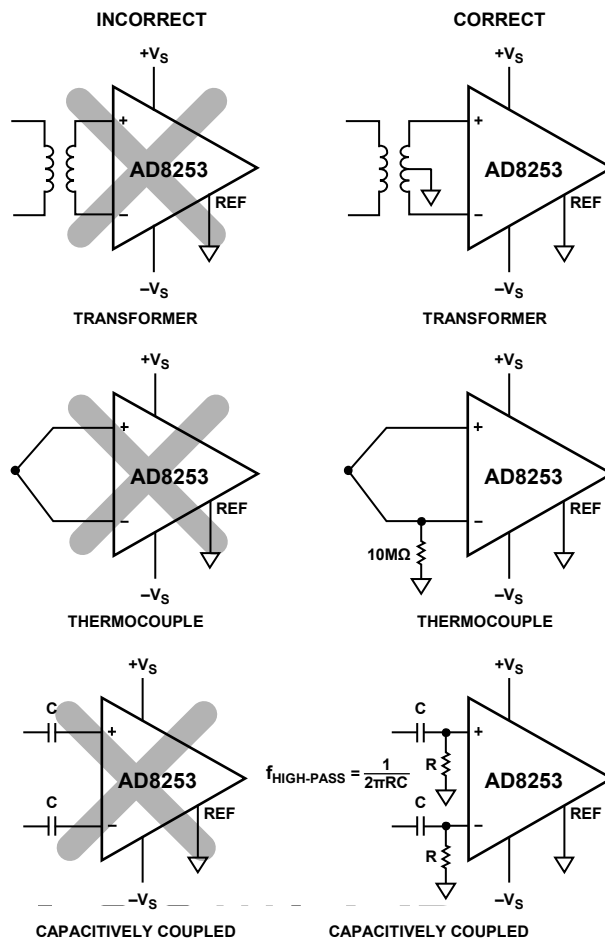 INCORRECT
CORRECT
+VS
+VS
+
AD8253
−
REF
−VS
TRANSFORMER
+
AD8253
−
REF
−VS
TRANSFORMER
+VS
+VS
+
AD8253
−
REF
−VS
THERMOCOUPLE
+
AD8253
−
REF
10MΩ
−VS
THERMOCOUPLE
+VS
+VS
C
+
AD8253
C
−
REF
−VS
CAPACITIVELY COUPLED
fHIGH-PASS = 1/2πRC
C
+
R
AD8253
C
−
R
REF
−VS
CAPACITIVELY COUPLED